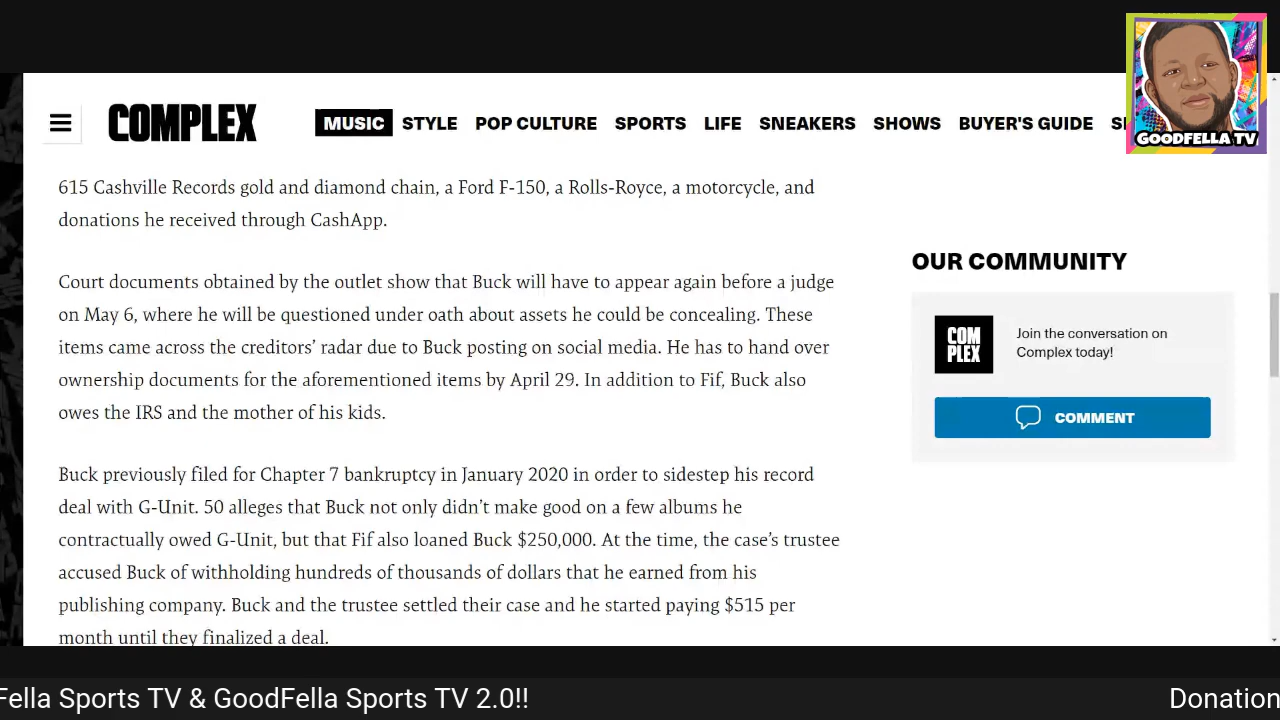 COMPLEX
MUSIC STYLE POP CULTURE SPORTS LIFE SNEAKERS SHOWS BUYER'S GUIDE
GOODFELLA TV
615 Cashville Records gold and diamond chain, a Ford F-150, a Rolls-Royce, a motorcycle, and
donations he received through CashApp.
Court documents obtained by the outlet show that Buck will have to appear again before a judge
on May 6, where he will be questioned under oath about assets he could be concealing. These
items came across the creditors’ radar due to Buck posting on social media. He has to hand over
ownership documents for the aforementioned items by April 29. In addition to Fif, Buck also
owes the IRS and the mother of his kids.
Buck previously filed for Chapter 7 bankruptcy in January 2020 in order to sidestep his record
deal with G-Unit. 50 alleges that Buck not only didn’t make good on a few albums he
contractually owed G-Unit, but that Fif also loaned Buck $250,000. At the time, the case’s trustee
accused Buck of withholding hundreds of thousands of dollars that he earned from his
publishing company. Buck and the trustee settled their case and he started paying $515 per
month until they finalized a deal.
OUR COMMUNITY
COM
PLEX
Join the conversation on
Complex today!
COMMENT
Fella Sports TV & GoodFella Sports TV 2.0!!
Donation